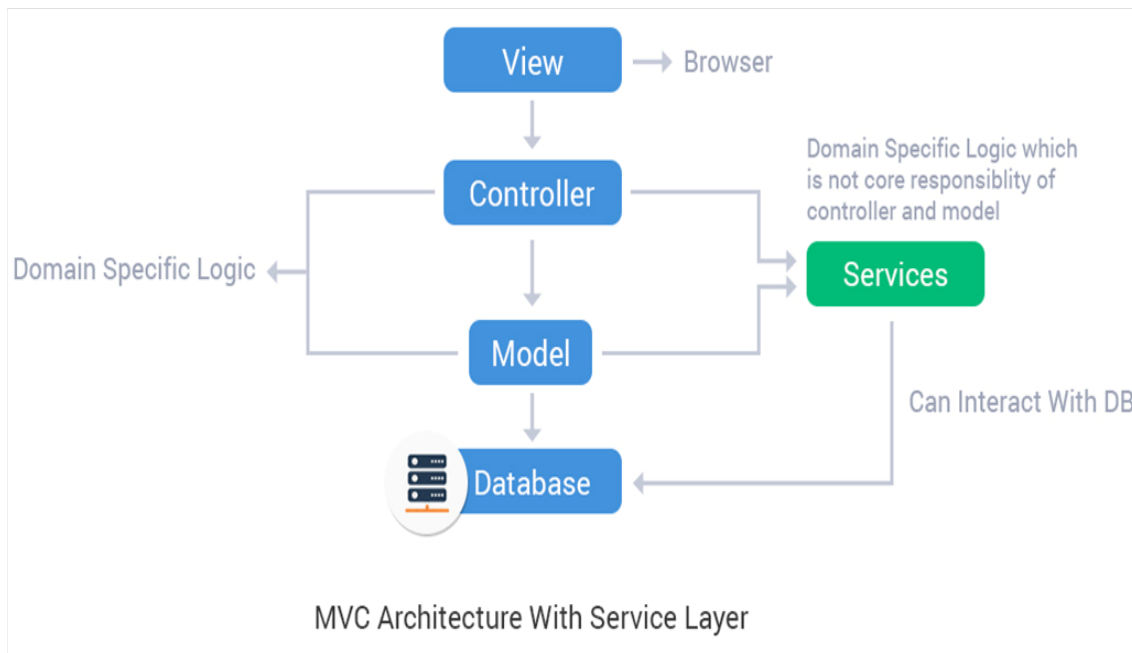 View
Browser
Domain Specific Logic which
is not core responsiblity of
controller and model
Controller
Domain Specific Logic
Services
Model
Can Interact With DB
Database
MVC Architecture With Service Layer